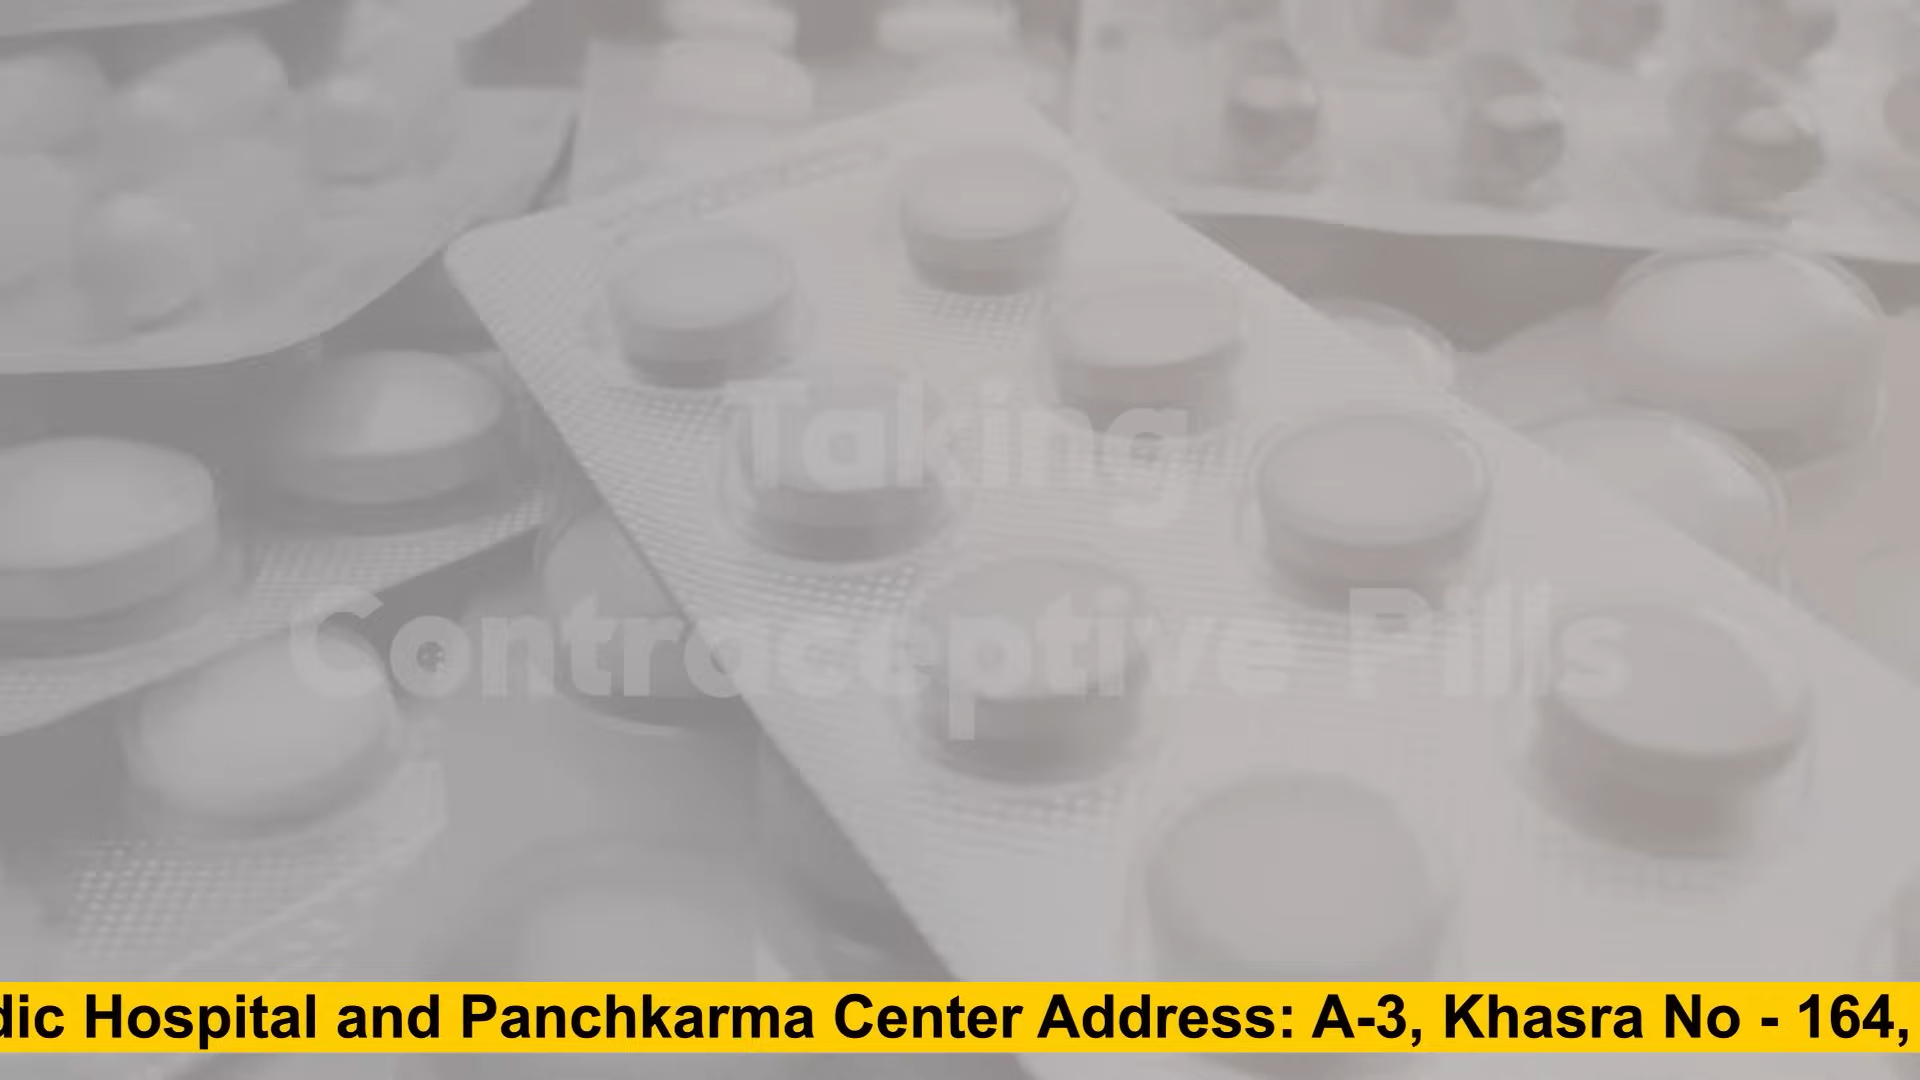 Taking
Contraceptive Pills
dic Hospital and Panchkarma Center Address: A-3, Khasra No - 164,